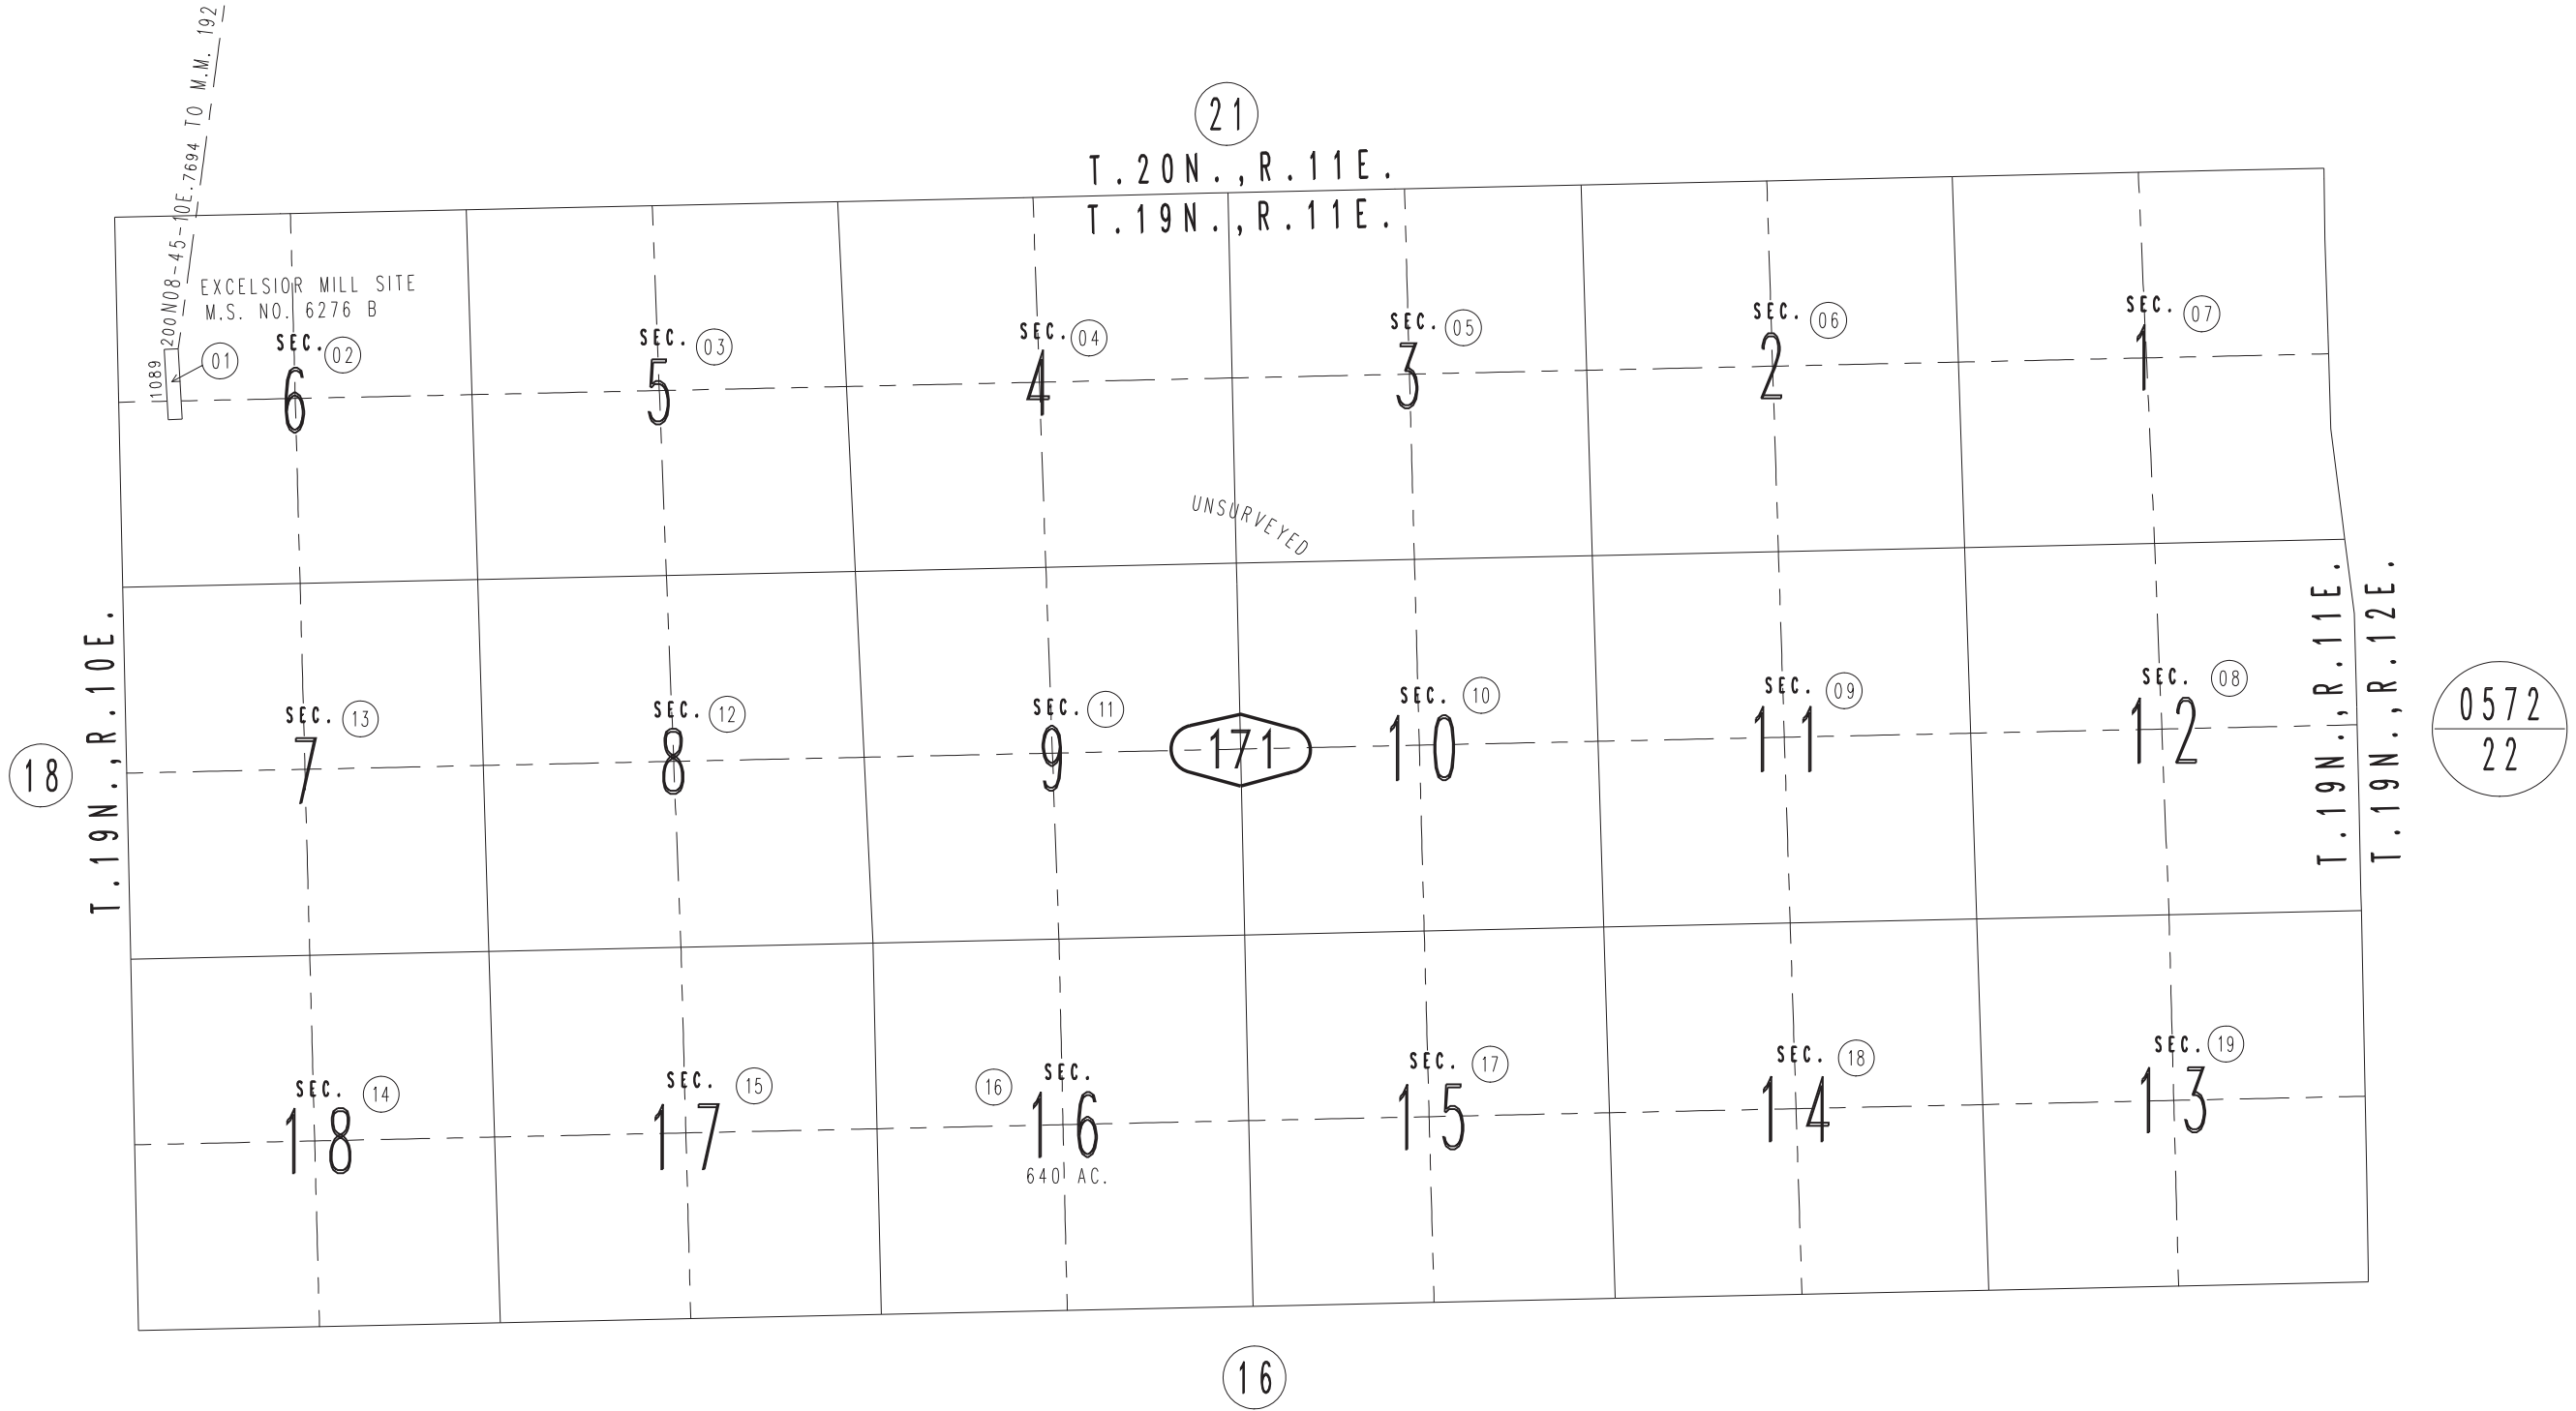 200N08-45-10E.7694 TO M.M. 192
21
T.20N.,R.11E.
T.19N.,R.11E.
EXCELSIOR MILL SITE
M.S. NO. 6276 B
1089
01
SEC. 02
6
SEC. 03
5
SEC. 04
4
SEC. 05
3
SEC. 06
2
SEC. 07
1
UNSURVEYED
T.19N.,R.10E.
18
SEC. 13
7
SEC. 12
8
SEC. 11
9
171
SEC. 10
10
SEC. 09
11
SEC. 08
12
T.19N.,R.11E.
T.19N.,R.12E.
0572
22
SEC. 14
18
SEC. 15
17
16 SEC.
16
640 AC.
SEC. 17
15
SEC. 18
14
SEC. 19
13
16